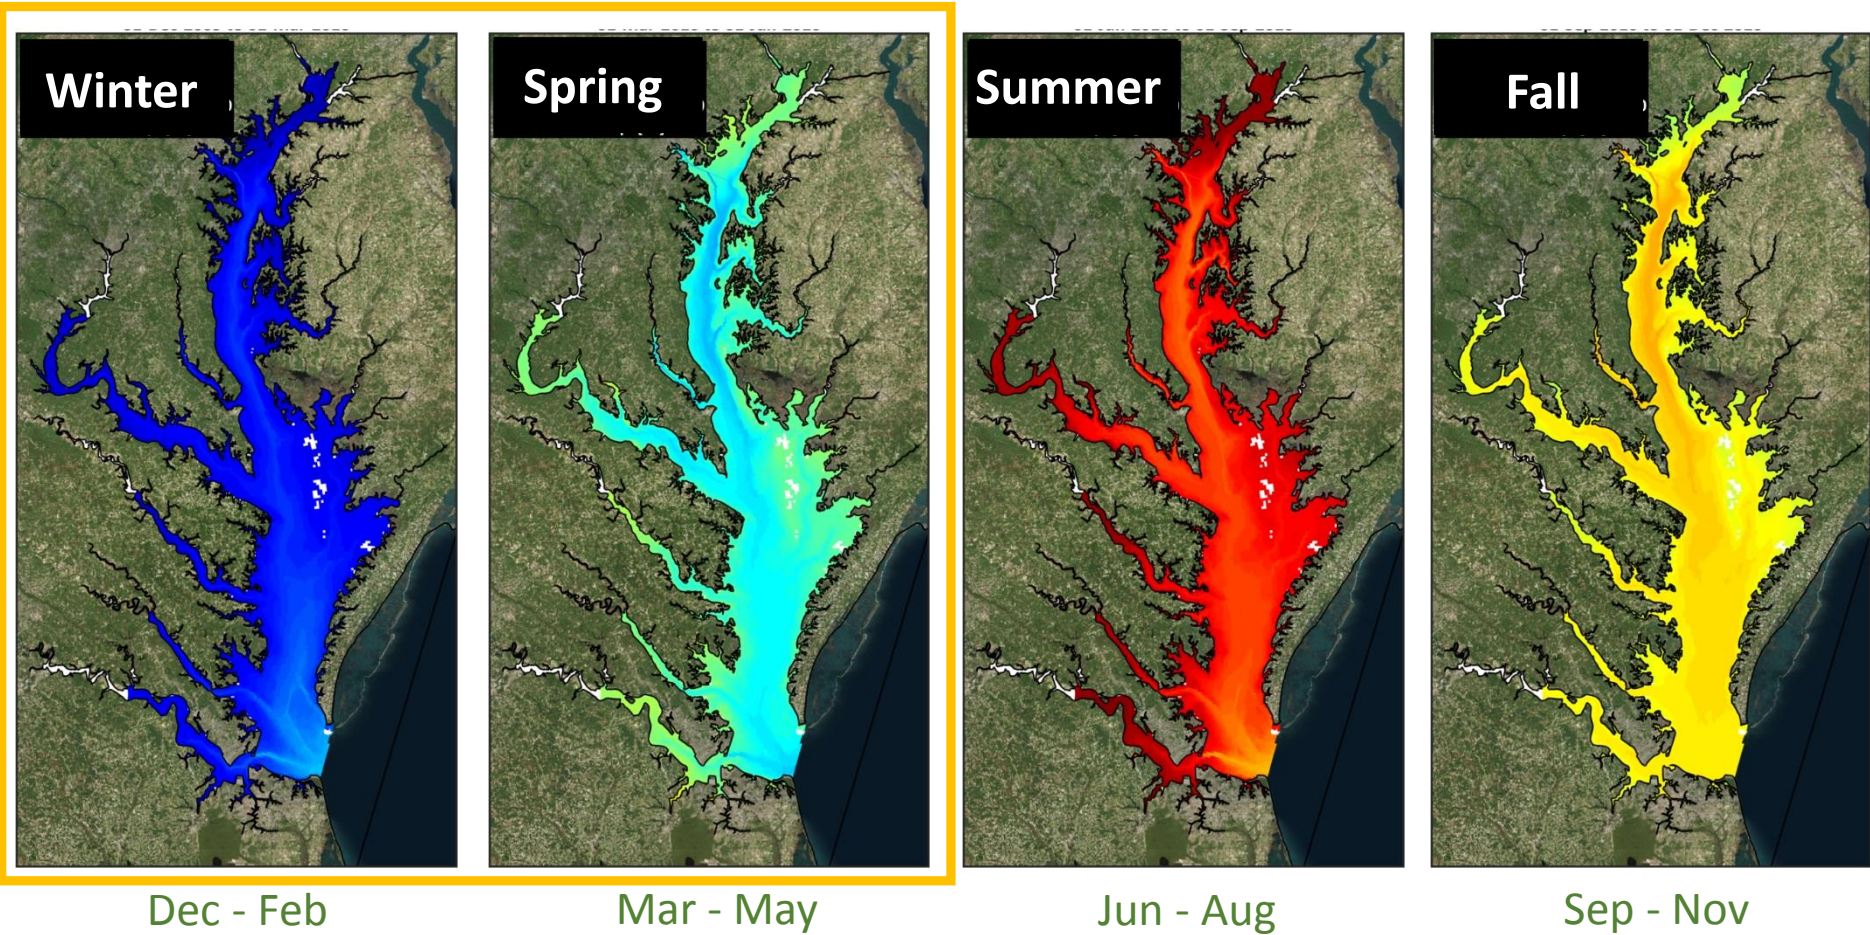 Winter
Spring
Summer
Fall
Dec - Feb
Mar - May
Jun - Aug
Sep - Nov